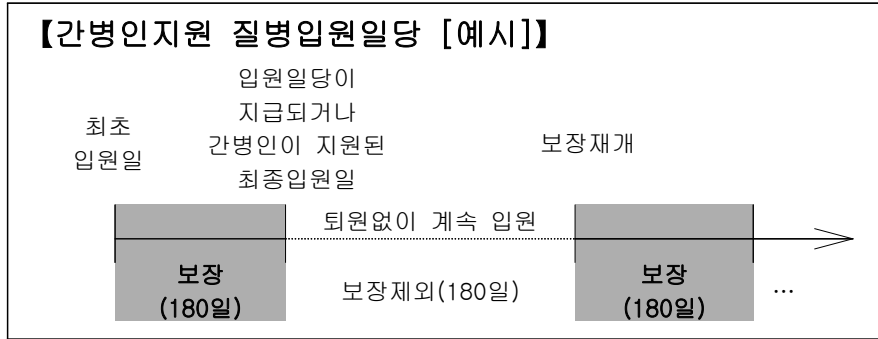 【간병인지원 질병입원일당 [예시]】
최초
입원일
입원일당이
지급되거나
간병인이 지원된
최종입원일
보장재개
퇴원없이 계속 입원
보장
(180일)
보장제외(180일)
보장
(180일)
…